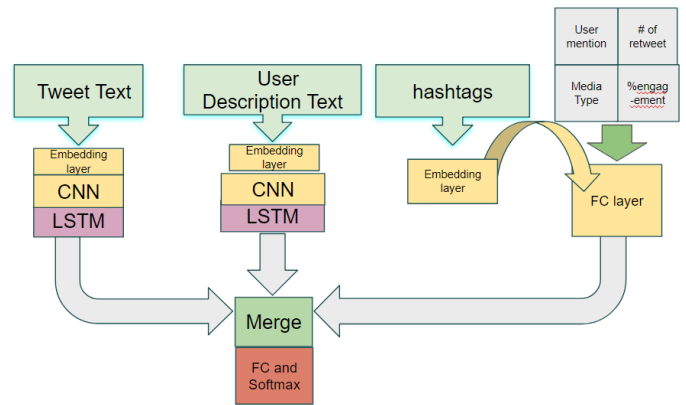 Tweet Text
Embedding
layer
CNN
LSTM
User
Description Text
Embedding
layer
CNN
LSTM
hashtags
Embedding
layer
User
mention
# of
retweet
Media
Type
%engag
-ement
FC layer
Merge
FC and
Softmax